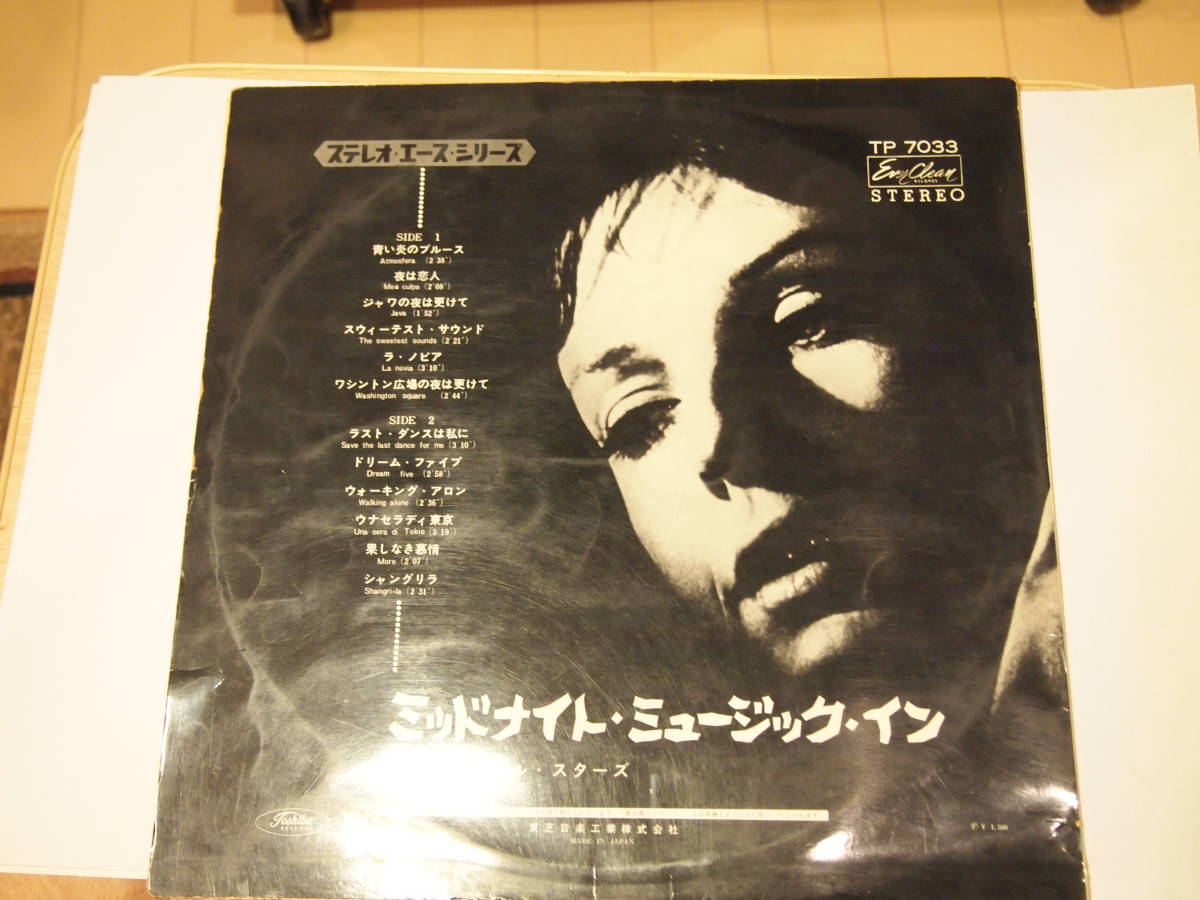 ステレオ・エース・シリーズ
TP 7033
Ever Clean
RECORDS
STEREO
SIDE 1
青い炎のブルース
Atmosfera (2'38")
夜は恋人
Mea culpa (2'08")
ジャワの夜は更けて
Java (1'52")
スウィーテスト・サウンド
The sweetest sounds (2'21")
ラ・ノビア
La novia (3'10")
ワシントン広場の夜は更けて
Washington square (2'44")
SIDE 2
ラスト・ダンスは私に
Save the last dance for me (3'10")
ドリーム・ファイブ
Dream five (2'58")
ウォーキング・アロン
Walking alone (2'36")
ウナセラディ東京
Una sera di Tokio (3'19")
果しなき慕情
More (2'07")
シャングリラ
Shangri-la (2'31")
ミッドナイト・ミュージック・イン
ル・スターズ
Toshiba
RECORDS
東芝音楽工業株式会社
MADE IN JAPAN